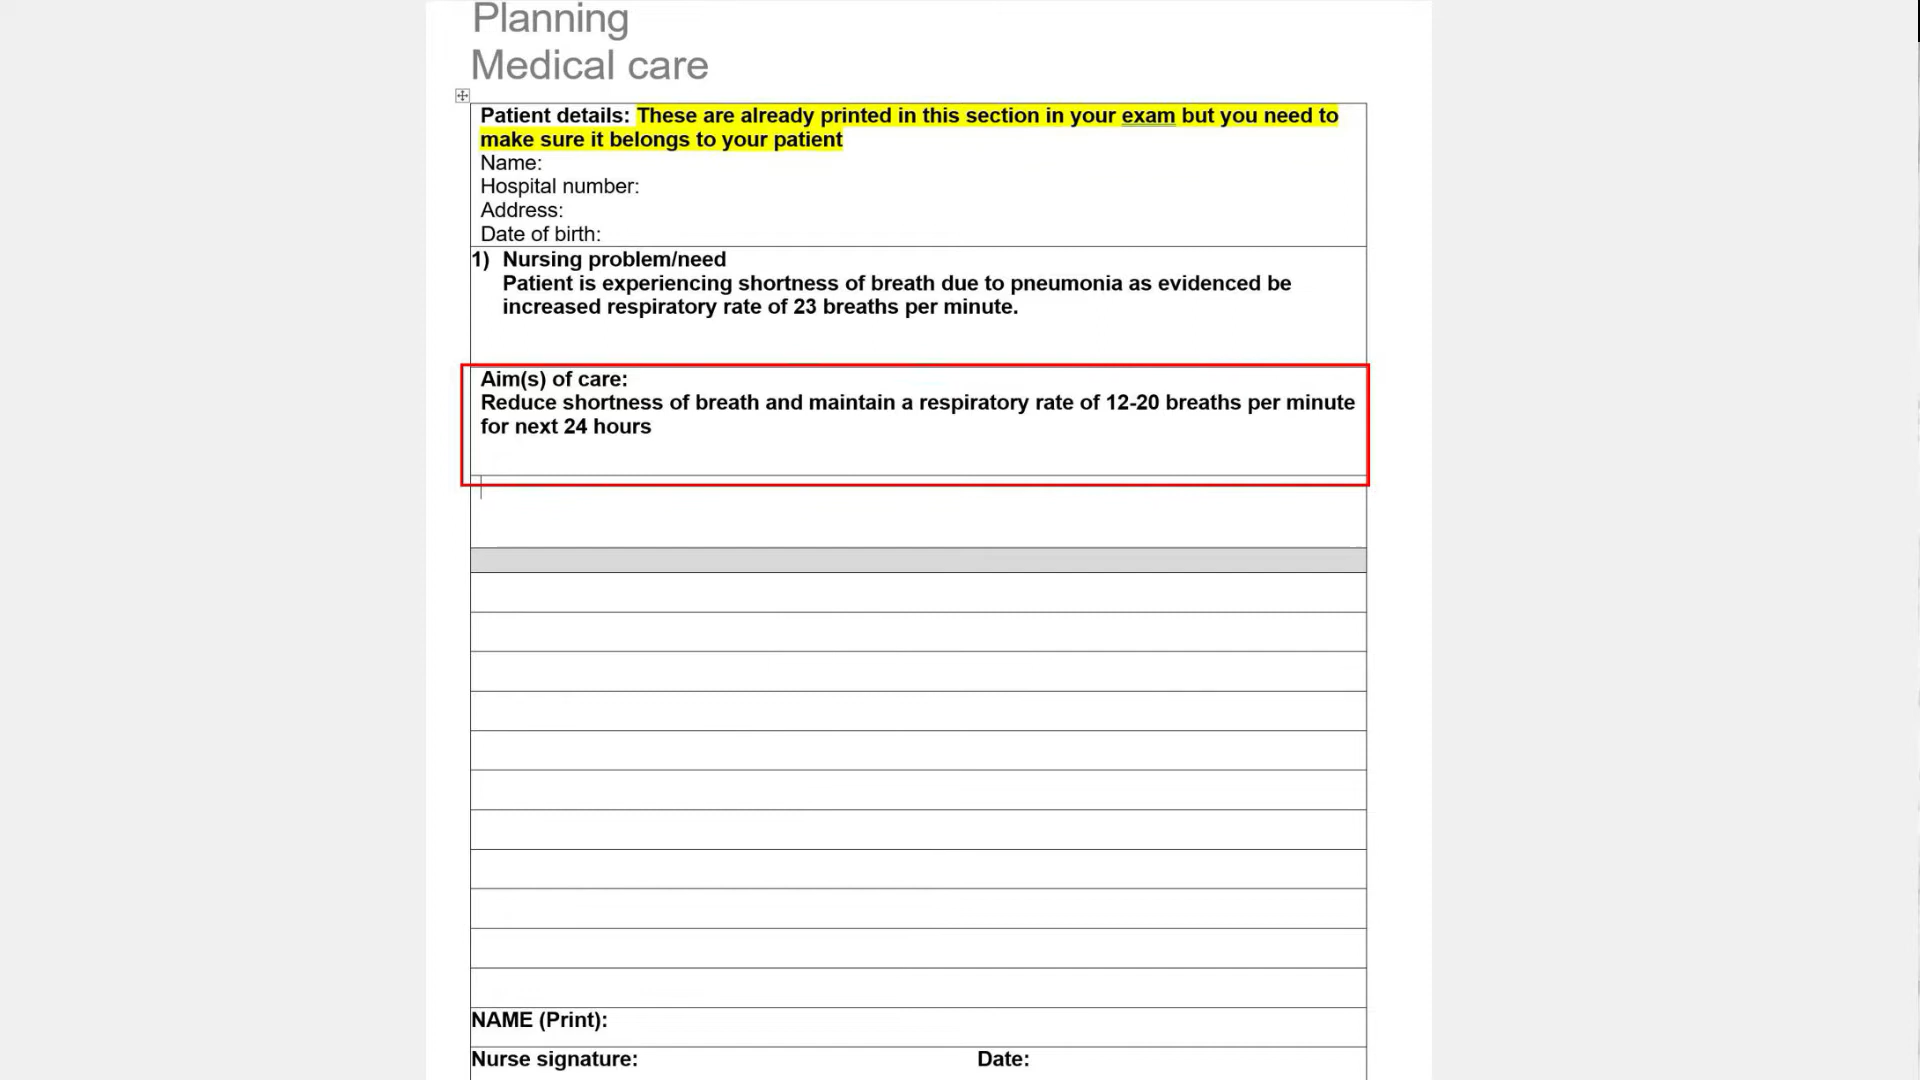 Planning
Medical care
Patient details: These are already printed in this section in your exam but you need to
make sure it belongs to your patient
Name:
Hospital number:
Address:
Date of birth:
1) Nursing problem/need
Patient is experiencing shortness of breath due to pneumonia as evidenced be
increased respiratory rate of 23 breaths per minute.
Aim(s) of care:
Reduce shortness of breath and maintain a respiratory rate of 12-20 breaths per minute
for next 24 hours
NAME (Print):
Nurse signature: Date: